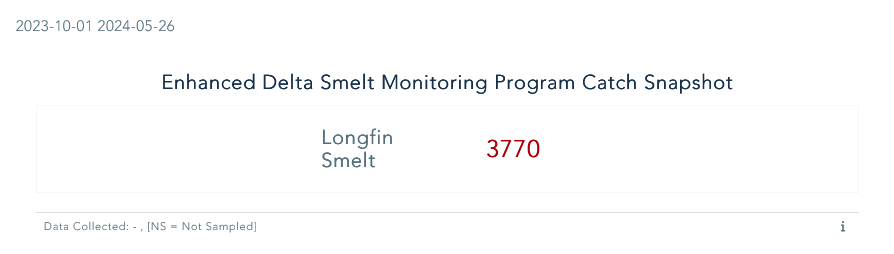 2023-10-01 2024-05-26
Enhanced Delta Smelt Monitoring Program Catch Snapshot
Longfin
Smelt
3770
Data Collected: - , [NS = Not Sampled]
i